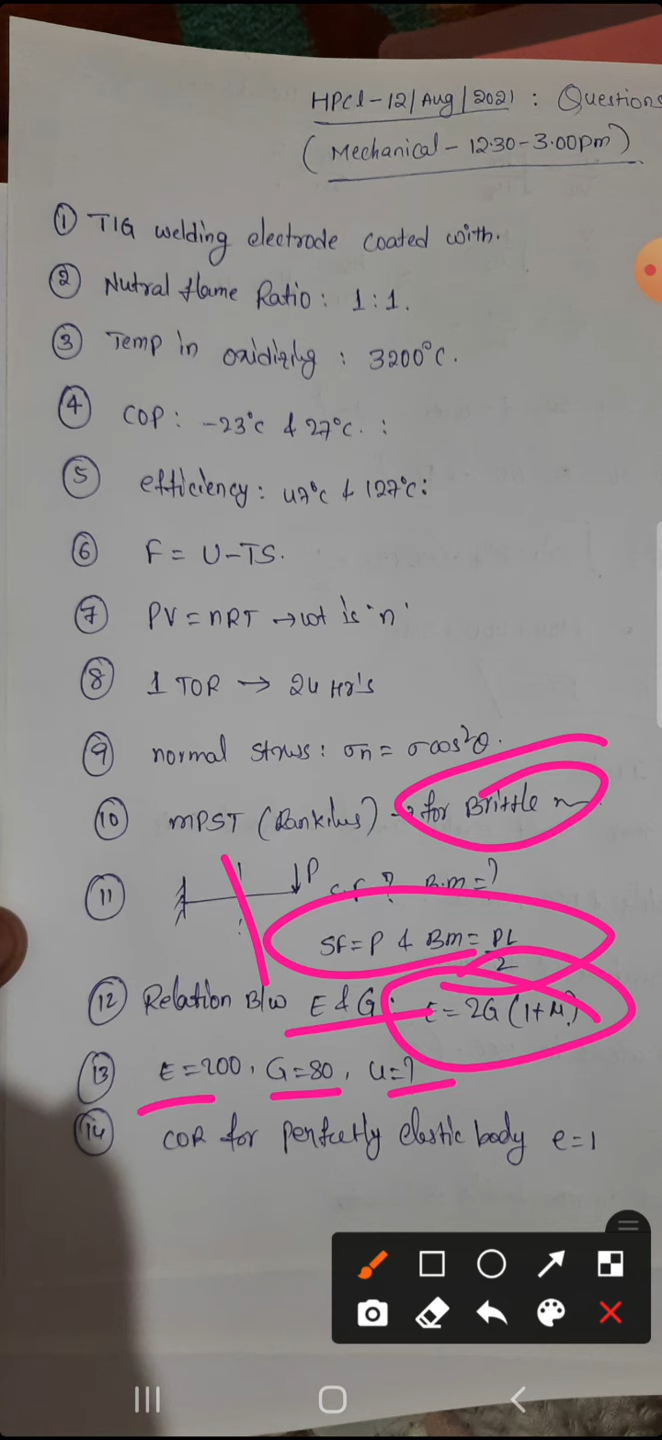 HPCl-12/Aug/2021 : Questions
(Mechanical - 12.30-3.00pm)
① TIG welding electrode coated with.
② Nutral flame Ratio : 1:1.
③ Temp in oxidizing : 3200°C.
④ COP : -23°c & 27°c. :
⑤ efficiency : 47°c & 127°c :
⑥ F = U-TS.
⑦ PV = nRT → wt is 'n'
⑧ 1 TOR → 24 Hr's
⑨ normal stress : σn = σcos²θ.
⑩ MPST (Rankines) → for Brittle m
⑪ ↓P ? B.M = ?
SF = P & Bm = PL/2
⑫ Relation B/w E & G : E = 2G (1+μ)
⑬ E = 200, G = 80, u = ?
⑭ COR for perfectly elastic body e = 1